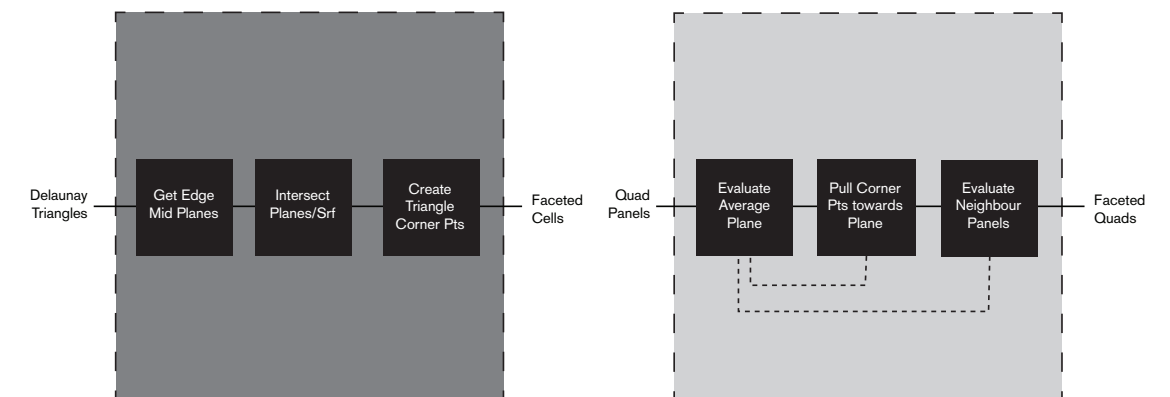 Delaunay
Triangles
Get Edge
Mid Planes
Intersect
Planes/Srf
Create
Triangle
Corner Pts
Faceted
Cells
Quad
Panels
Evaluate
Average
Plane
Pull Corner
Pts towards
Plane
Evaluate
Neighbour
Panels
Faceted
Quads